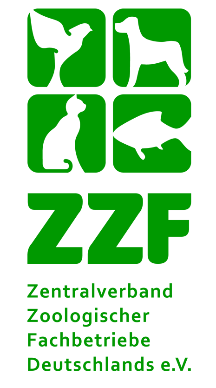 ZZF
Zentralverband
Zoologischer
Fachbetriebe
Deutschlands e.V.